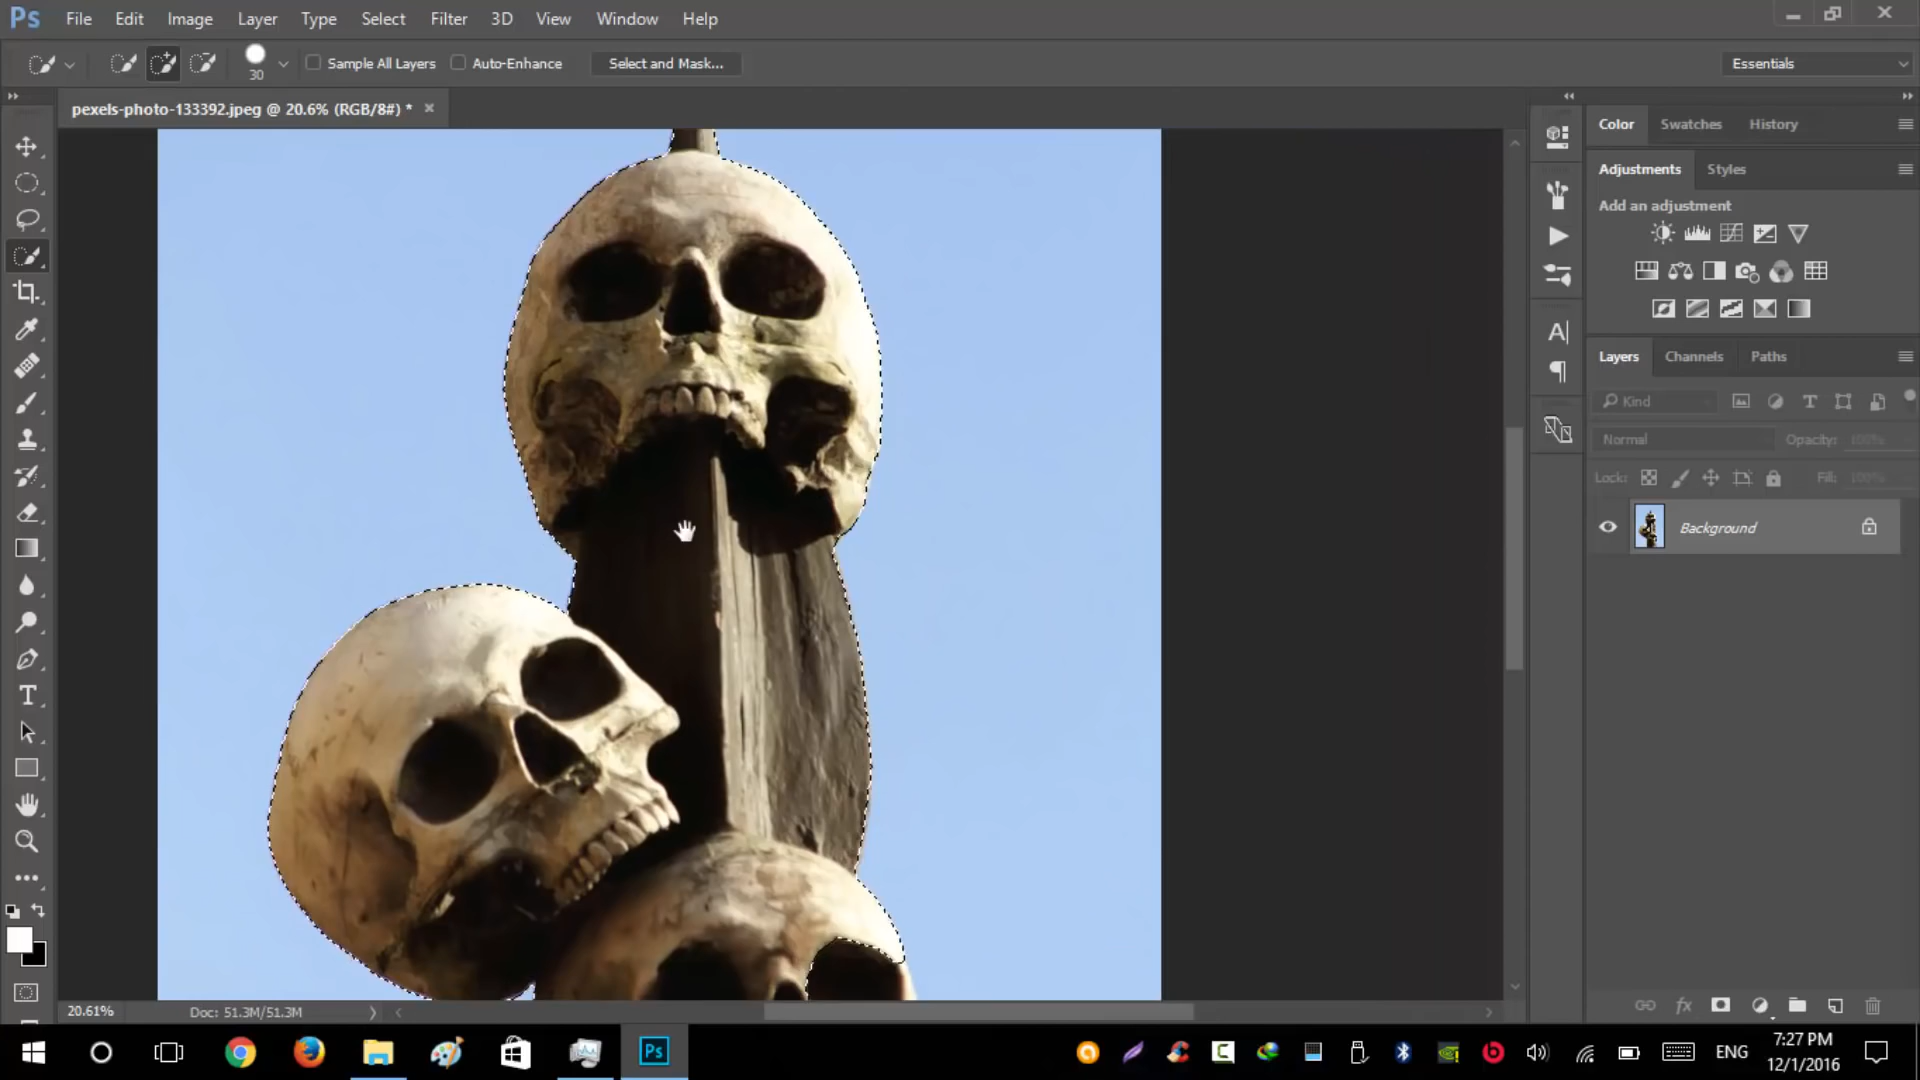 Ps File Edit Image Layer Type Select Filter 3D View Window Help
30 Sample All Layers Auto-Enhance Select and Mask... Essentials
pexels-photo-133392.jpeg @ 20.6% (RGB/8#) *
Color Swatches History
Adjustments Styles
Add an adjustment
Layers Channels Paths
Kind
Normal Opacity: 100%
Lock: Fill: 100%
Background
20.61% Doc: 51.3M/51.3M
Ps ENG 7:27 PM
12/1/2016